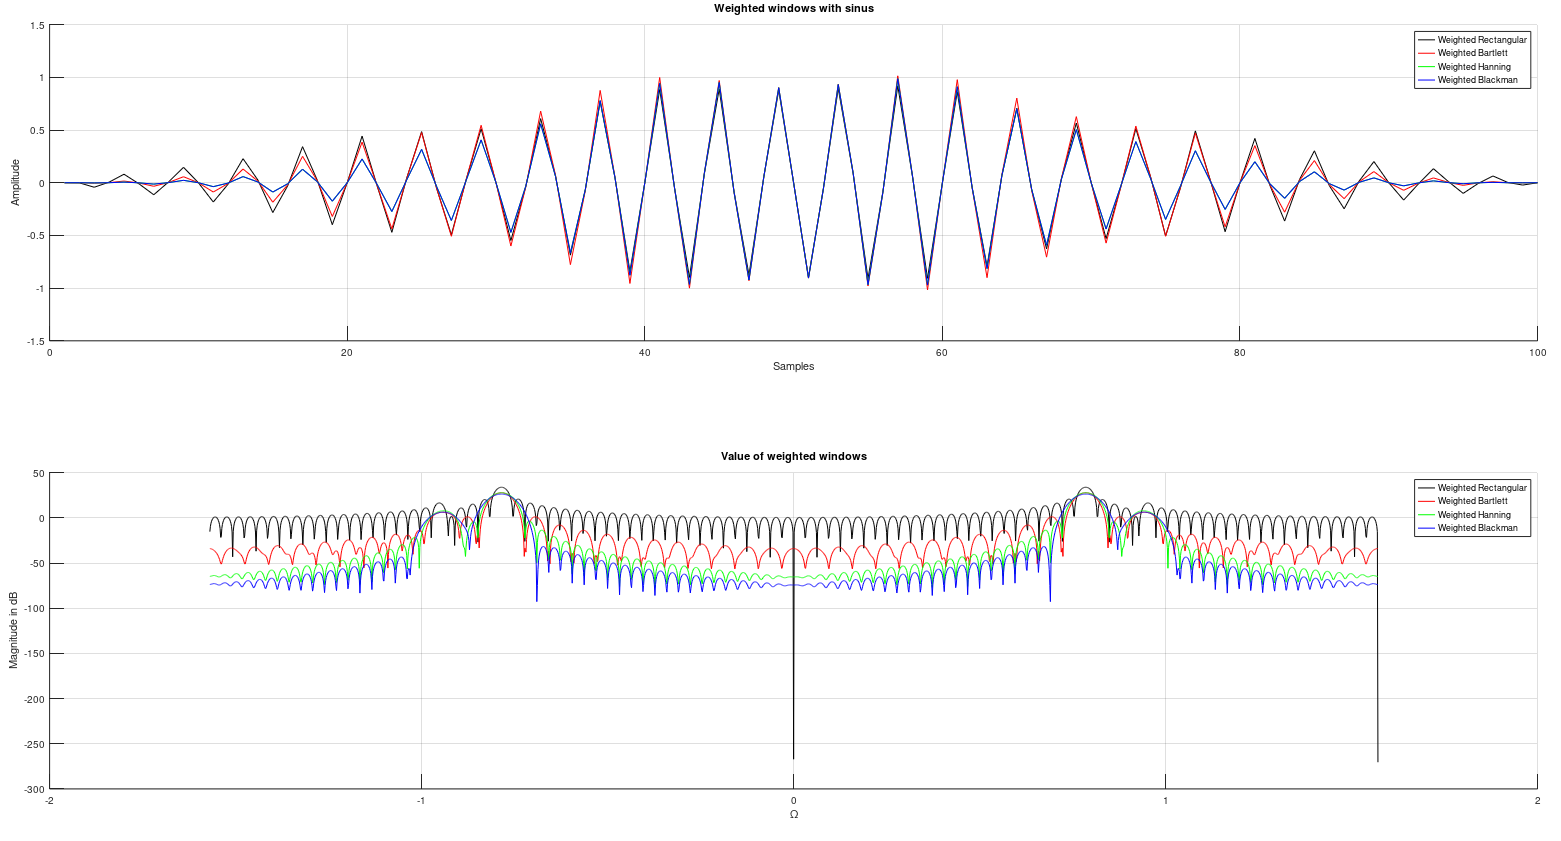 Weighted windows with sinus
1.5
1
0.5
0
-0.5
-1
-1.5
Amplitude
0
20
40
60
80
100
Samples
Weighted Rectangular
Weighted Bartlett
Weighted Hanning
Weighted Blackman
Value of weighted windows
50
0
-50
-100
-150
-200
-250
-300
Magnitude in dB
-2
-1
0
1
2
Ω
Weighted Rectangular
Weighted Bartlett
Weighted Hanning
Weighted Blackman